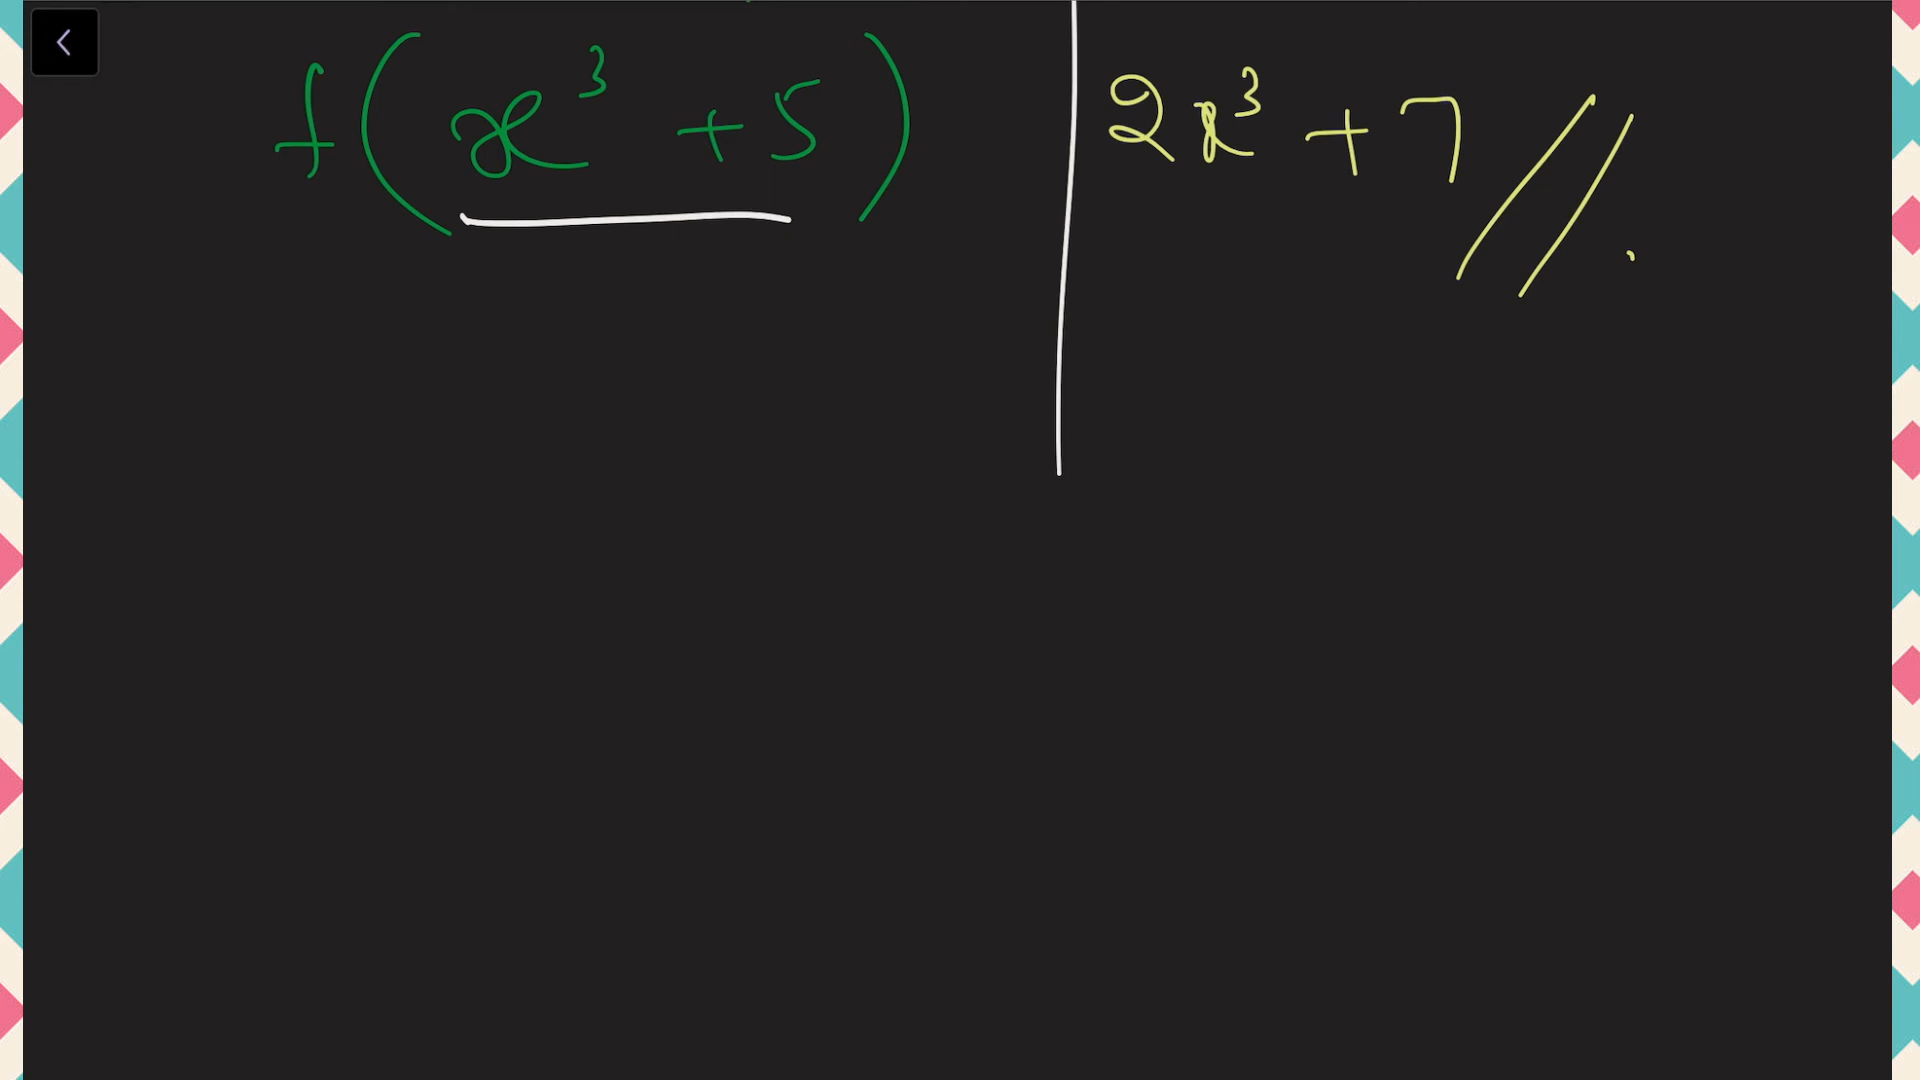 f(x³ + 5)
2x³ + 7 //.